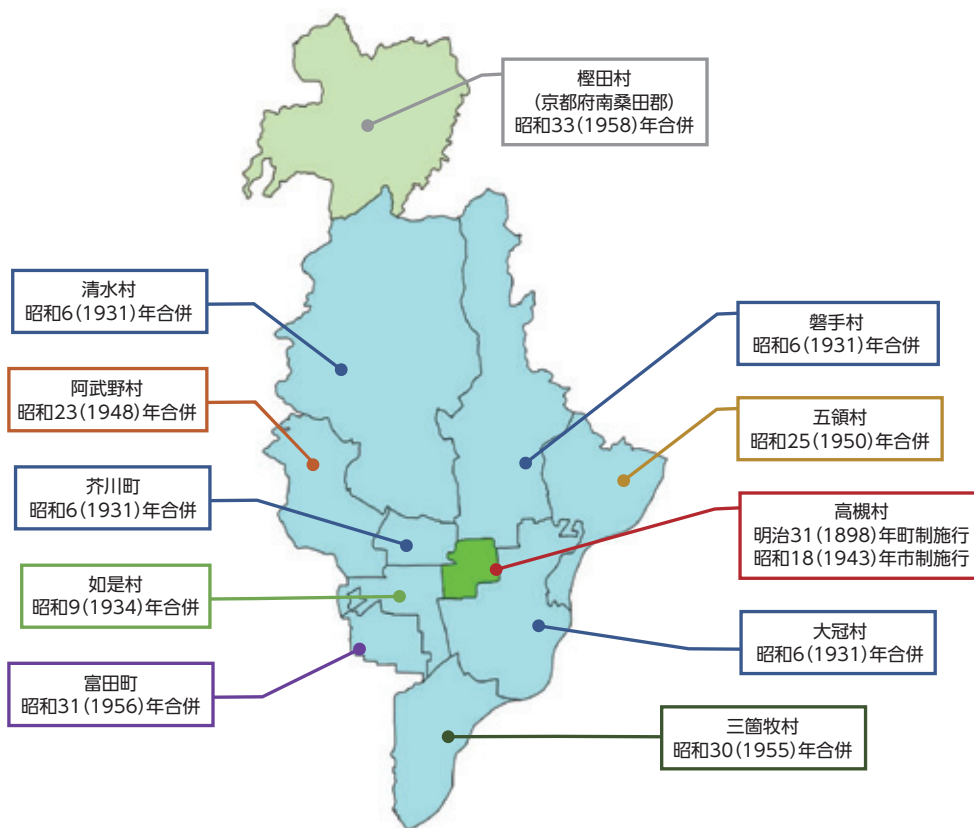 樫田村
(京都府南桑田郡)
昭和33(1958)年合併
清水村
昭和6(1931)年合併
磐手村
昭和6(1931)年合併
阿武野村
昭和23(1948)年合併
五領村
昭和25(1950)年合併
芥川町
昭和6(1931)年合併
高槻村
明治31(1898)年町制施行
昭和18(1943)年市制施行
如是村
昭和9(1934)年合併
大冠村
昭和6(1931)年合併
富田町
昭和31(1956)年合併
三箇牧村
昭和30(1955)年合併